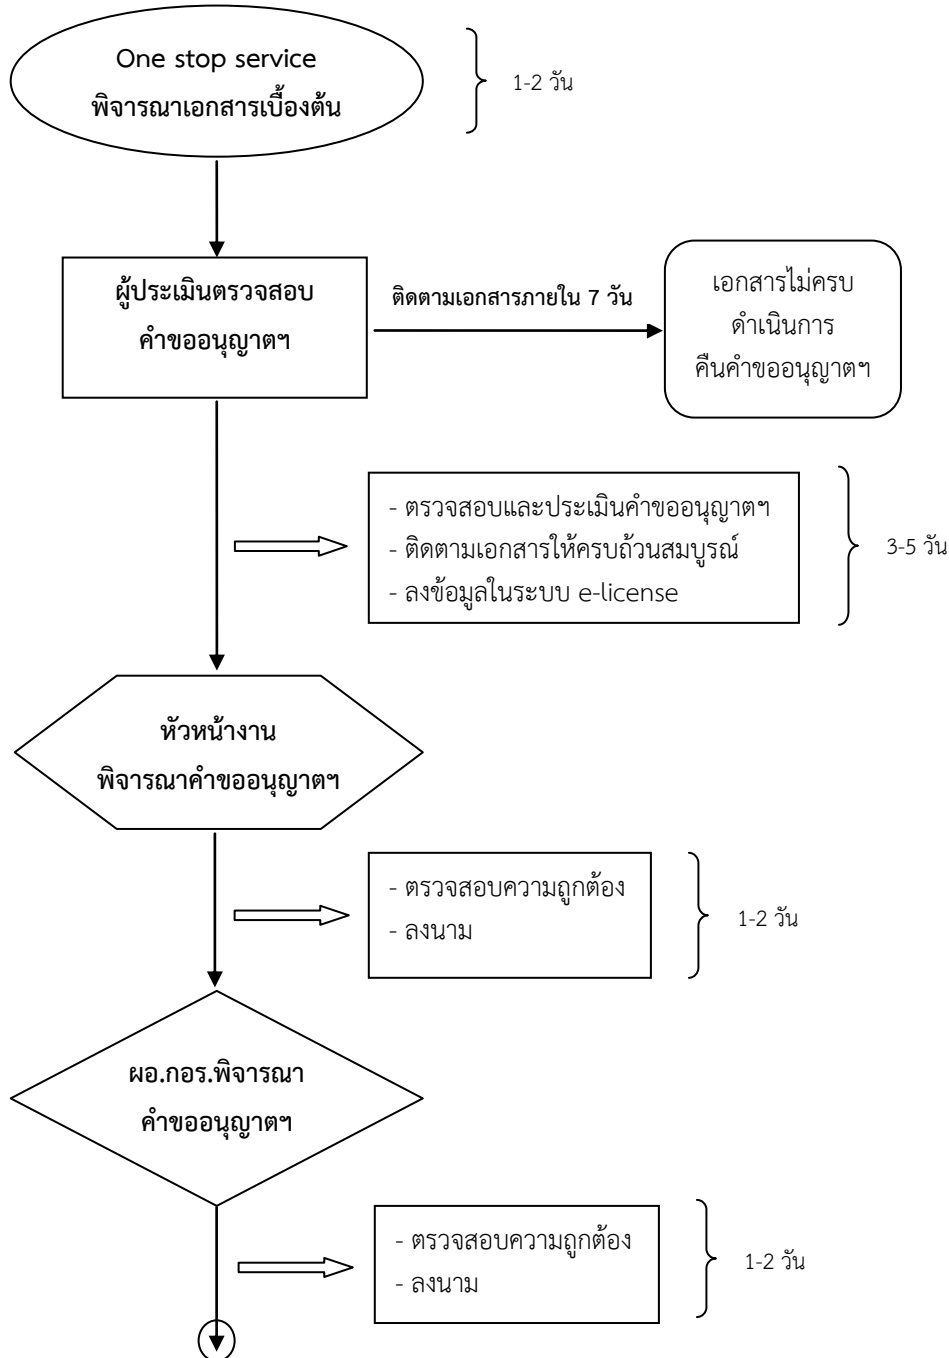 One stop service
พิจารณาเอกสารเบื้องต้น
1-2 วัน
ผู้ประเมินตรวจสอบ
คำขออนุญาตฯ
ติดตามเอกสารภายใน 7 วัน
เอกสารไม่ครบ
ดำเนินการ
คืนคำขออนุญาตฯ
- ตรวจสอบและประเมินคำขออนุญาตฯ
- ติดตามเอกสารให้ครบถ้วนสมบูรณ์
- ลงข้อมูลในระบบ e-license
3-5 วัน
หัวหน้างาน
พิจารณาคำขออนุญาตฯ
- ตรวจสอบความถูกต้อง
- ลงนาม
1-2 วัน
ผอ.กอร.พิจารณา
คำขออนุญาตฯ
- ตรวจสอบความถูกต้อง
- ลงนาม
1-2 วัน